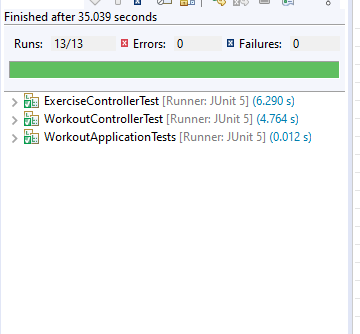 Finished after 35.039 seconds
Runs: 13/13 Errors: 0 Failures: 0
ExerciseControllerTest [Runner: JUnit 5] (6.290 s)
WorkoutControllerTest [Runner: JUnit 5] (4.764 s)
WorkoutApplicationTests [Runner: JUnit 5] (0.012 s)